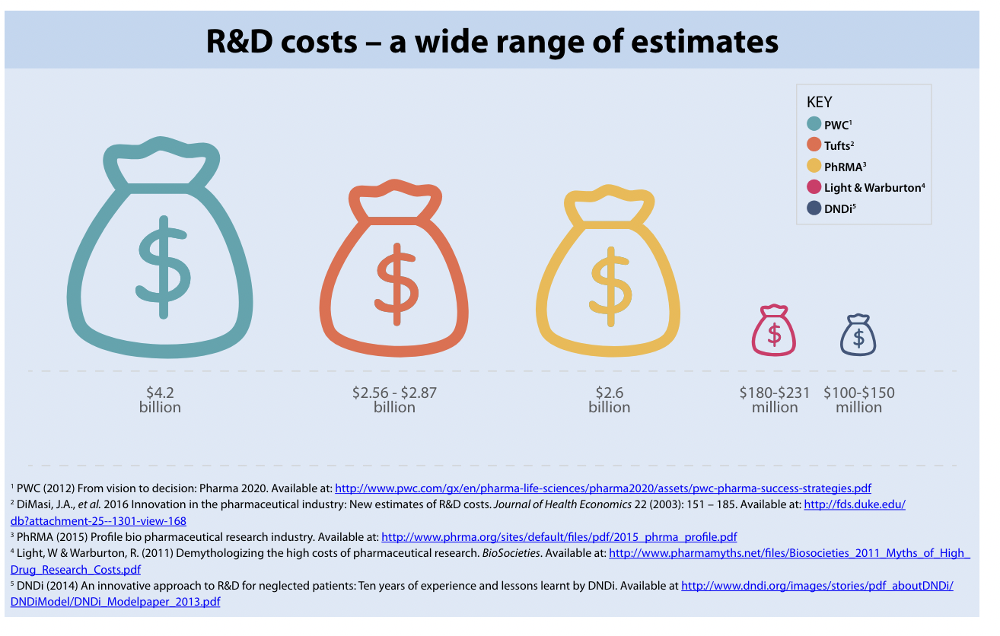 R&D costs – a wide range of estimates
KEY
PWC¹
Tufts²
PhRMA³
Light & Warburton⁴
DNDi⁵
$
$
$
$
$
$4.2
billion
$2.56 - $2.87
billion
$2.6
billion
$180-$231
million
$100-$150
million
¹ PWC (2012) From vision to decision: Pharma 2020. Available at: http://www.pwc.com/gx/en/pharma-life-sciences/pharma2020/assets/pwc-pharma-success-strategies.pdf
² DiMasi, J.A., et al. 2016 Innovation in the pharmaceutical industry: New estimates of R&D costs. Journal of Health Economics 22 (2003): 151 – 185. Available at: http://fds.duke.edu/
db?attachment-25--1301-view-168
³ PhRMA (2015) Profile bio pharmaceutical research industry. Available at: http://www.phrma.org/sites/default/files/pdf/2015_phrma_profile.pdf
⁴ Light, W & Warburton, R. (2011) Demythologizing the high costs of pharmaceutical research. BioSocieties. Available at: http://www.pharmamyths.net/files/Biosocieties_2011_Myths_of_High_
Drug_Research_Costs.pdf
⁵ DNDi (2014) An innovative approach to R&D for neglected patients: Ten years of experience and lessons learnt by DNDi. Available at http://www.dndi.org/images/stories/pdf_aboutDNDi/
DNDiModel/DNDi_Modelpaper_2013.pdf